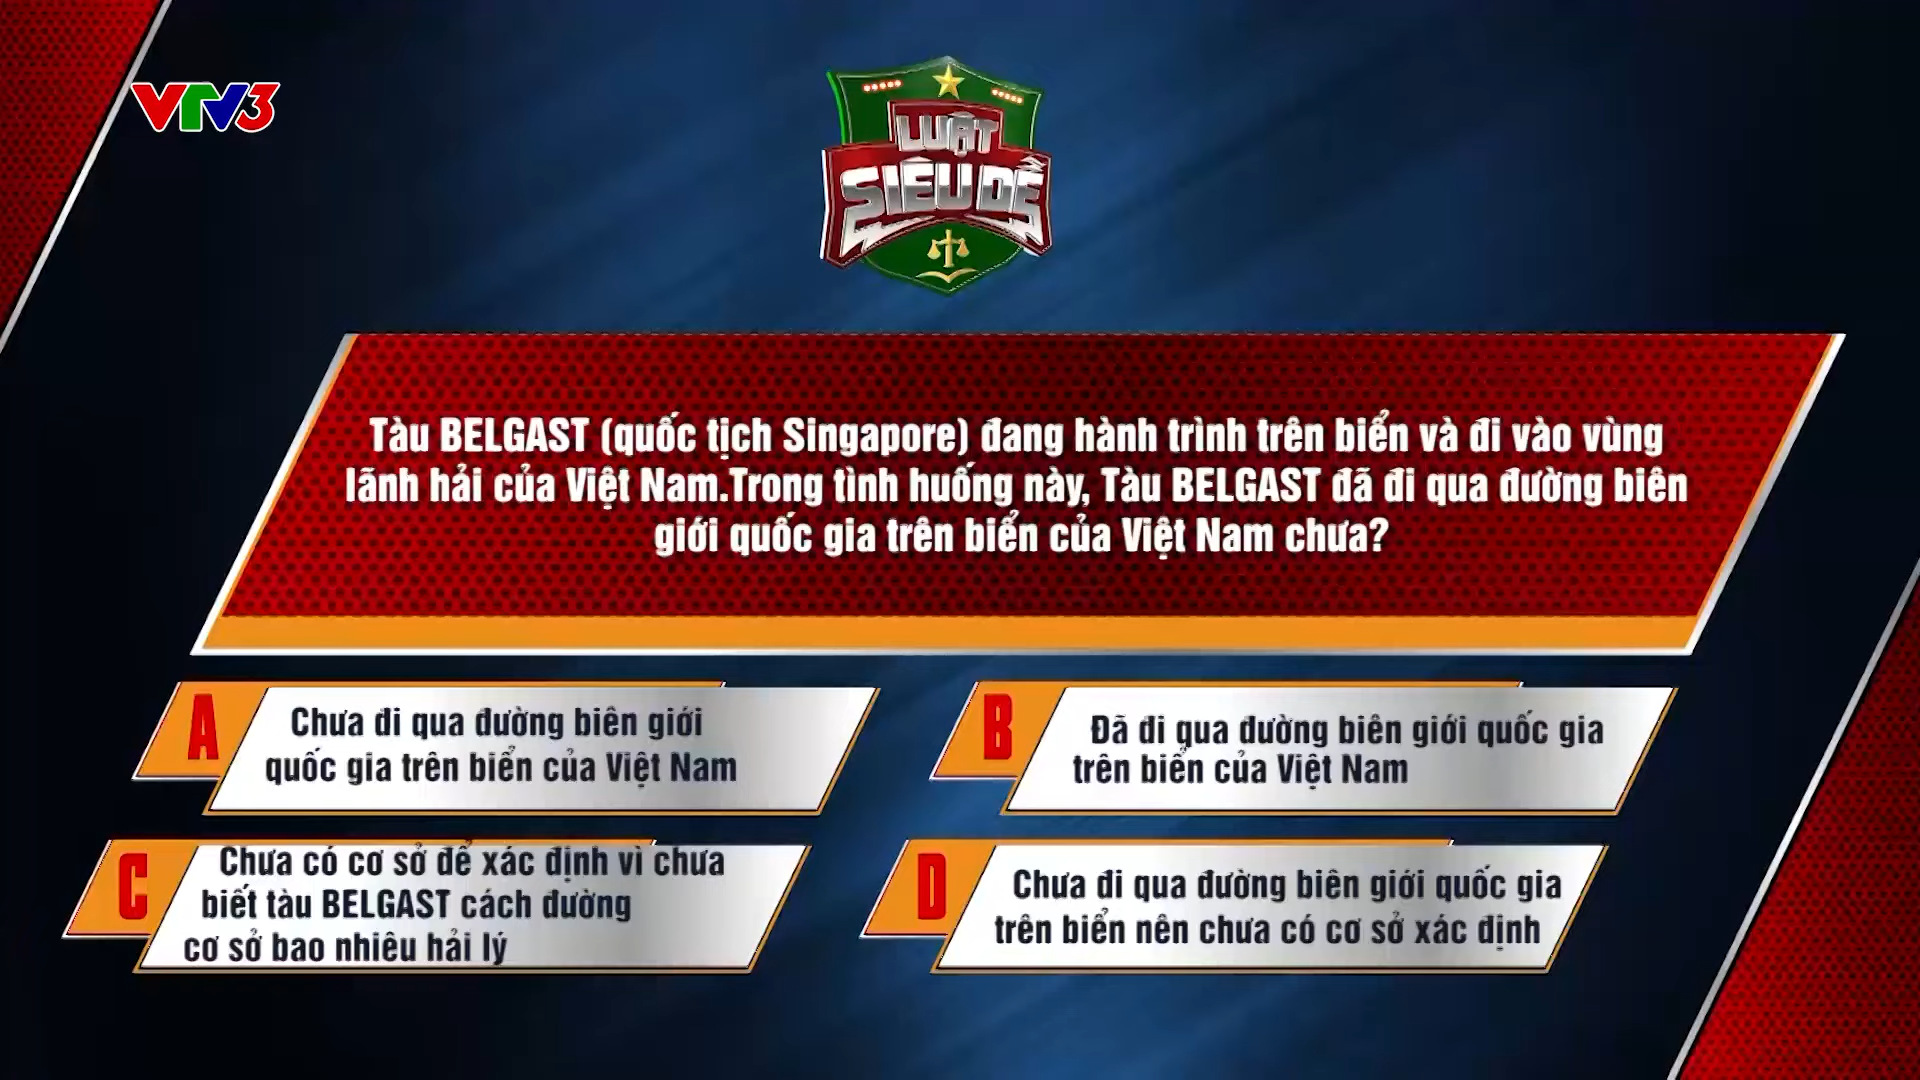 VTV3
LUẬT
SIÊU DỄ
Tàu BELGAST (quốc tịch Singapore) đang hành trình trên biển và đi vào vùng
lãnh hải của Việt Nam.Trong tình huống này, Tàu BELGAST đã đi qua đường biên
giới quốc gia trên biển của Việt Nam chưa?
A
Chưa đi qua đường biên giới
quốc gia trên biển của Việt Nam
B
Đã đi qua đường biên giới quốc gia
trên biển của Việt Nam
C
Chưa có cơ sở để xác định vì chưa
biết tàu BELGAST cách đường
cơ sở bao nhiêu hải lý
D
Chưa đi qua đường biên giới quốc gia
trên biển nên chưa có cơ sở xác định